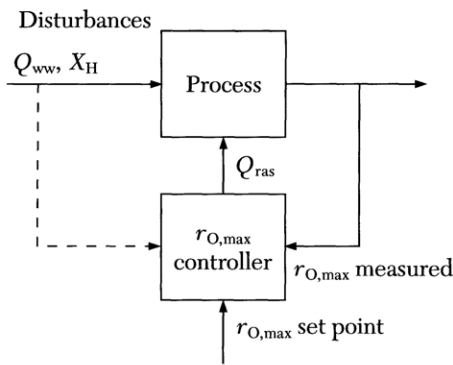 Disturbances
Q_ww, X_H
Process
Q_ras
r_O,max
controller
r_O,max measured
r_O,max set point